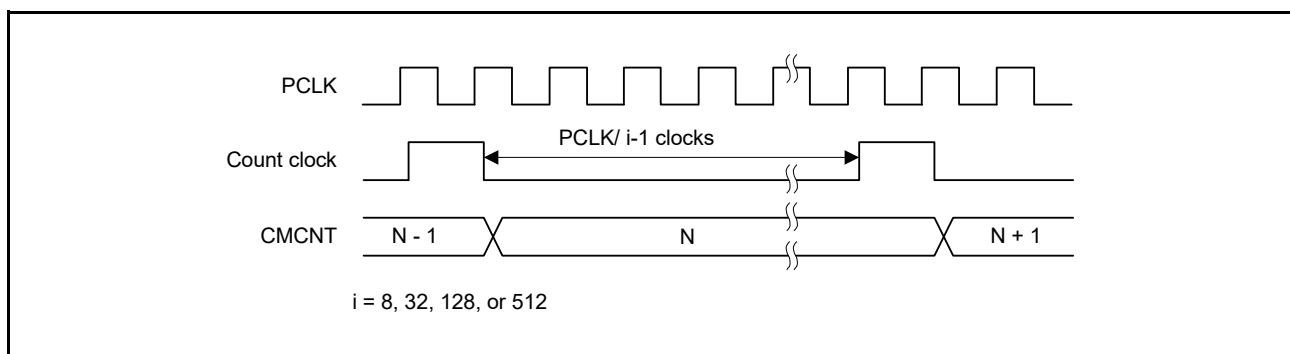 PCLK
PCLK/ i-1 clocks
Count clock
CMCNT
N - 1
N
N + 1
i = 8, 32, 128, or 512